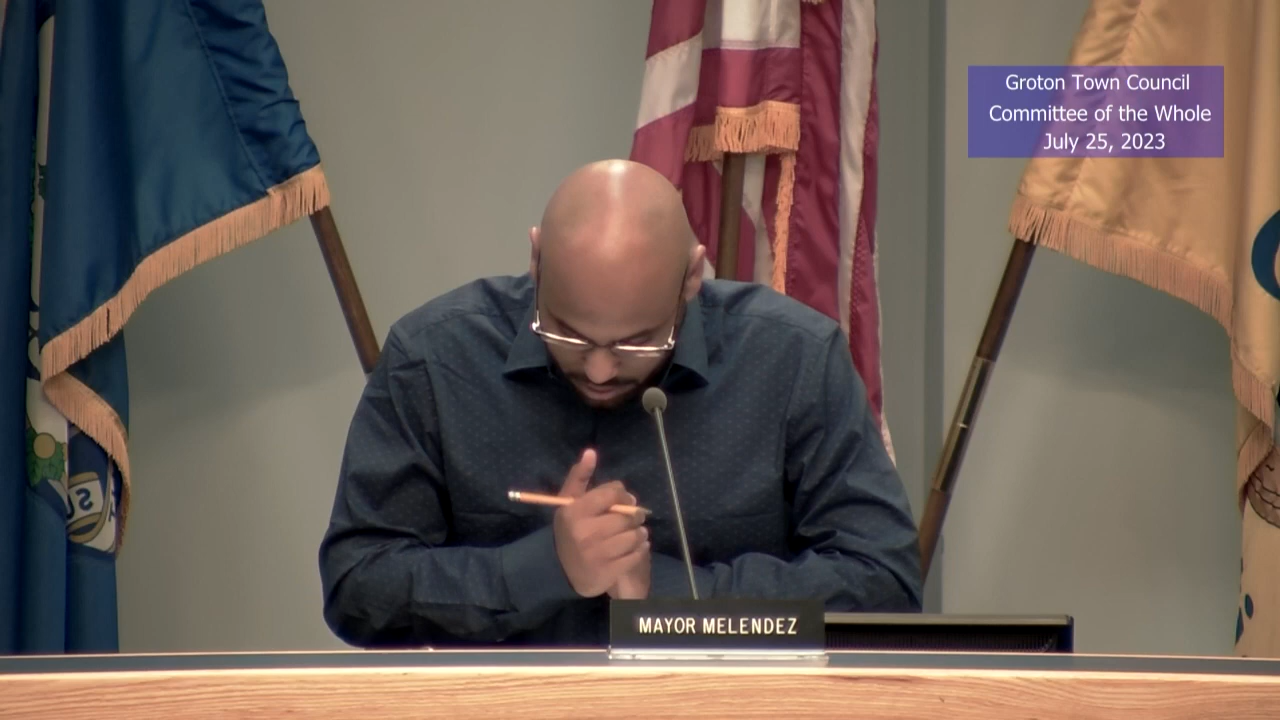 Groton Town Council
Committee of the Whole
July 25, 2023
MAYOR MELENDEZ